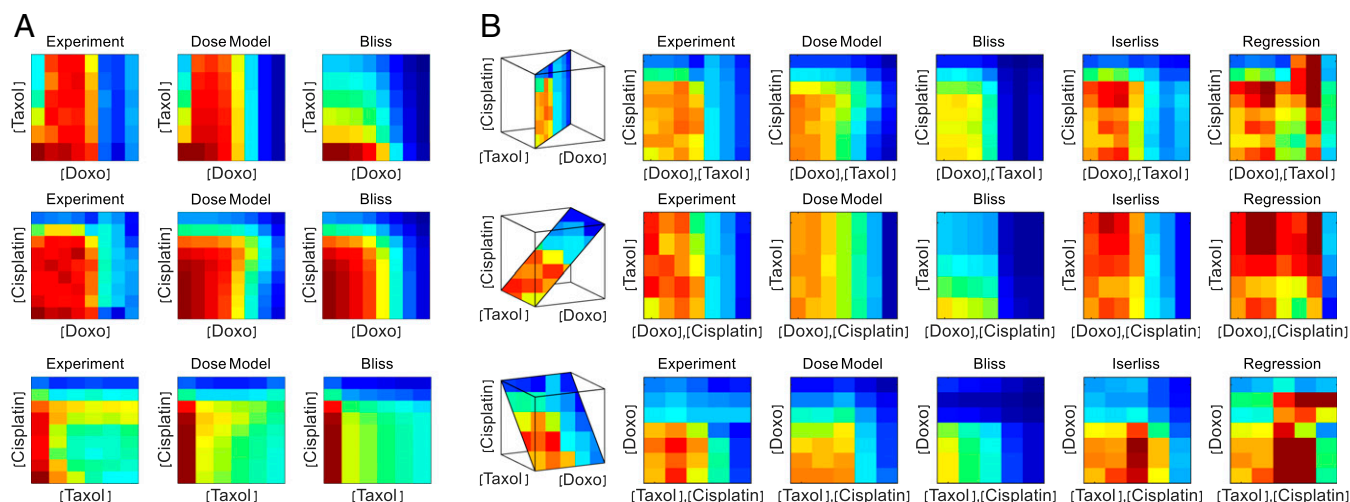 A
B
Experiment Dose Model Bliss
[Taxol] [Taxol] [Taxol]
[Doxo] [Doxo] [Doxo]
Experiment Dose Model Bliss
[Cisplatin] [Cisplatin] [Cisplatin]
[Doxo] [Doxo] [Doxo]
Experiment Dose Model Bliss
[Cisplatin] [Cisplatin] [Cisplatin]
[Taxol] [Taxol] [Taxol]
Experiment Dose Model Bliss Iserliss Regression
[Cisplatin] [Cisplatin] [Cisplatin] [Cisplatin] [Cisplatin] [Cisplatin]
[Taxol] [Doxo]
[Doxo],[Taxol] [Doxo],[Taxol] [Doxo],[Taxol] [Doxo],[Taxol] [Doxo],[Taxol]
Experiment Dose Model Bliss Iserliss Regression
[Cisplatin] [Taxol] [Taxol] [Taxol] [Taxol] [Taxol]
[Taxol] [Doxo]
[Doxo],[Cisplatin] [Doxo],[Cisplatin] [Doxo],[Cisplatin] [Doxo],[Cisplatin] [Doxo],[Cisplatin]
Experiment Dose Model Bliss Iserliss Regression
[Cisplatin] [Doxo] [Doxo] [Doxo] [Doxo] [Doxo]
[Taxol] [Doxo]
[Taxol],[Cisplatin] [Taxol],[Cisplatin] [Taxol],[Cisplatin] [Taxol],[Cisplatin] [Taxol],[Cisplatin]